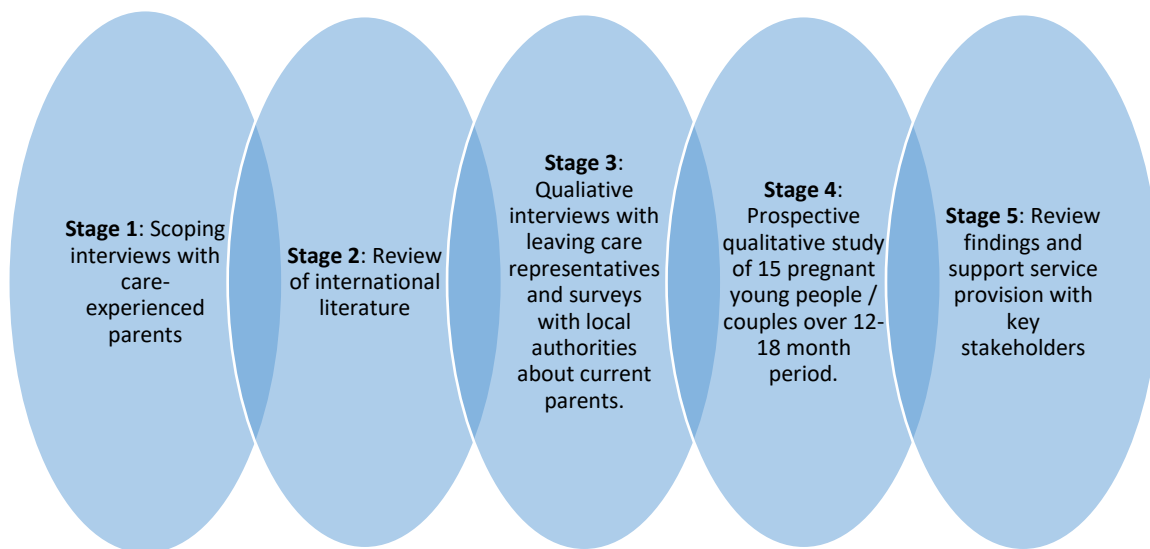 Stage 1: Scoping
interviews with
care-
experienced
parents
Stage 2: Review
of international
literature
Stage 3:
Qualiative
interviews with
leaving care
representatives
and surveys
with local
authorities
about current
parents.
Stage 4:
Prospective
qualitative study
of 15 pregnant
young people /
couples over 12-
18 month
period.
Stage 5: Review
findings and
support service
provision with
key
stakeholders